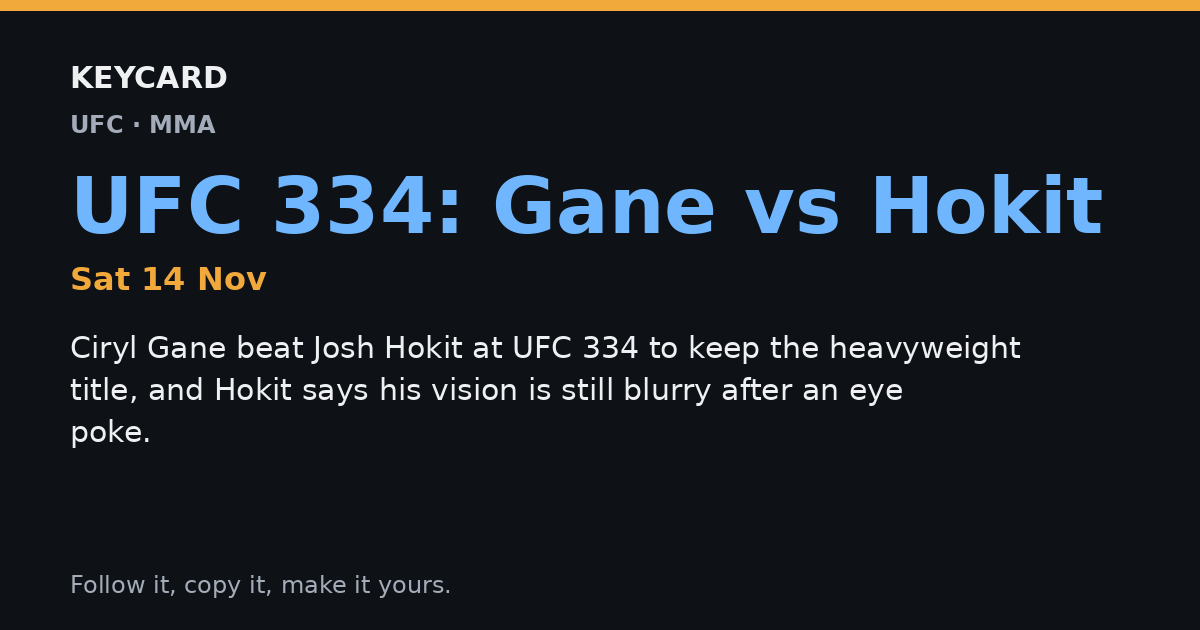 KEYCARD
UFC · MMA
UFC 334: Gane vs Hokit
Sat 14 Nov
Ciryl Gane beat Josh Hokit at UFC 334 to keep the heavyweight
title, and Hokit says his vision is still blurry after an eye
poke.
Follow it, copy it, make it yours.